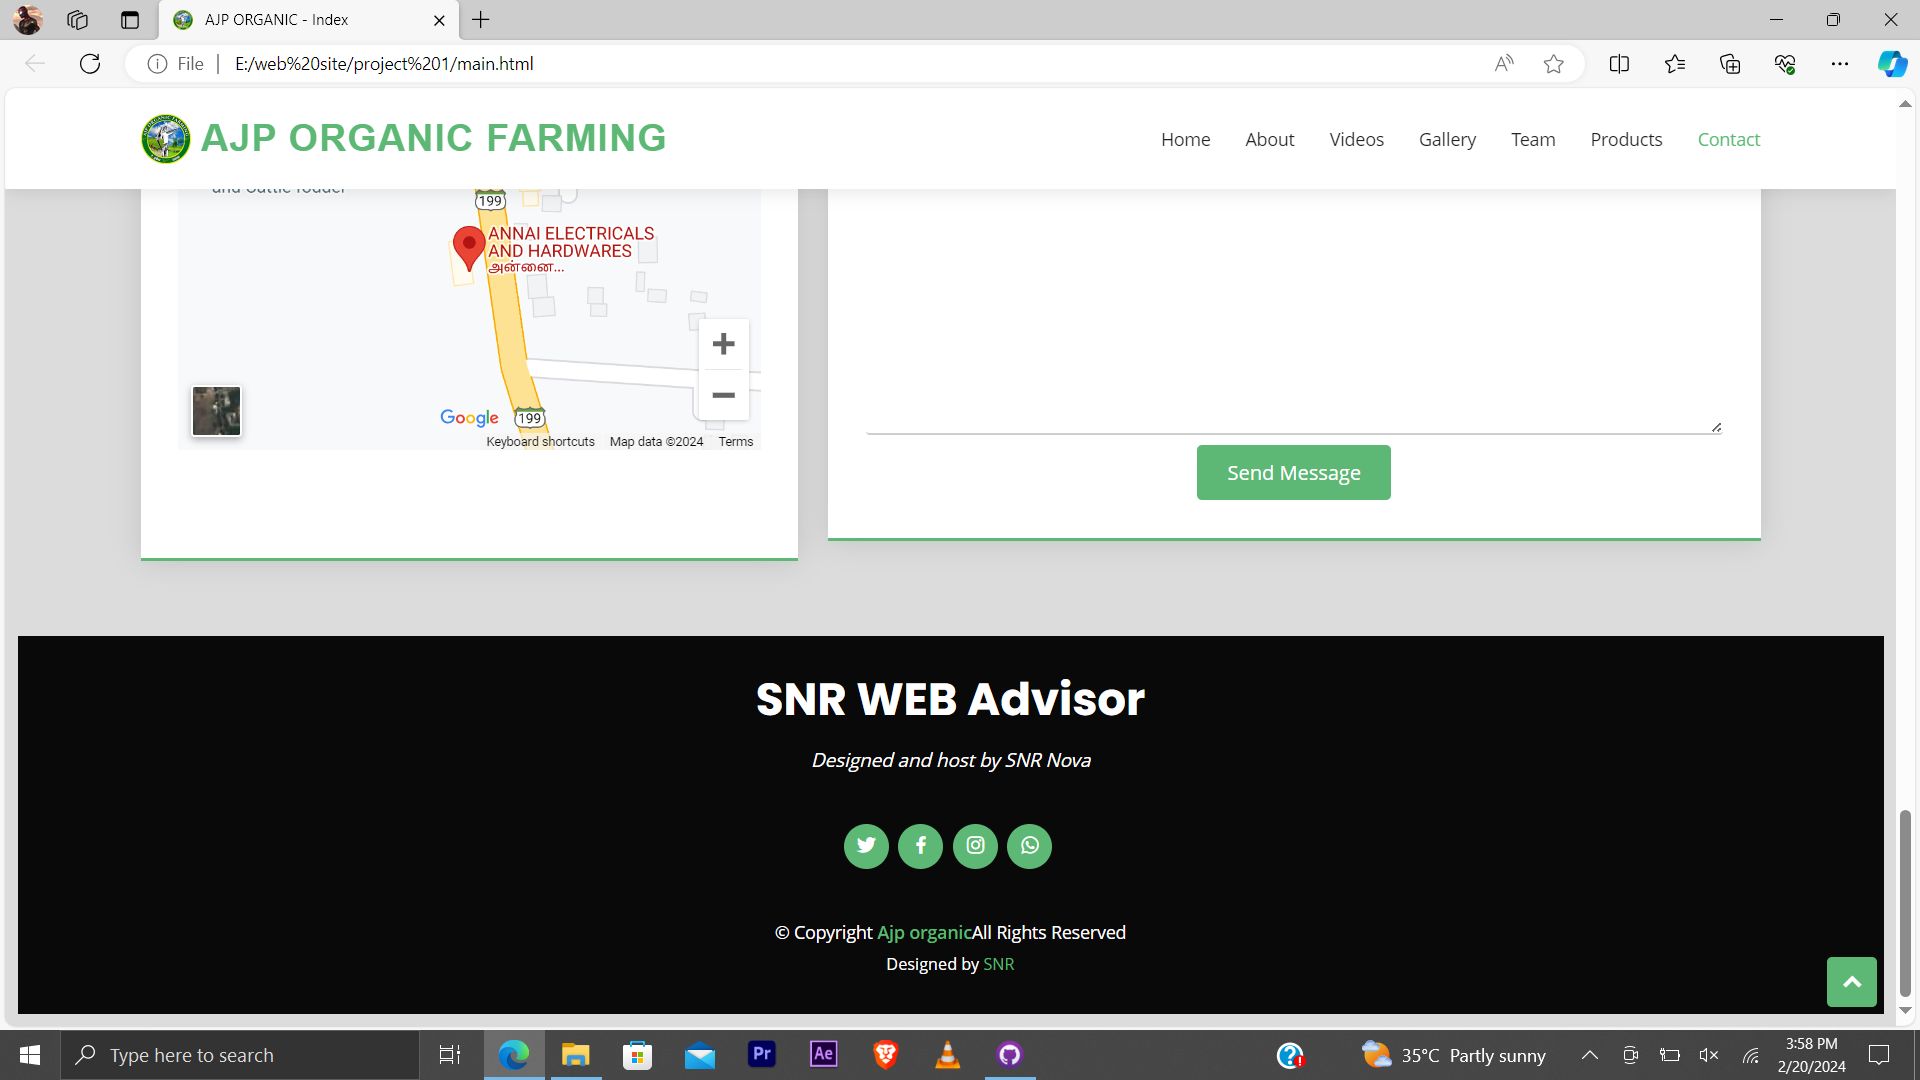 AJP ORGANIC - Index
File
E:/web%20site/project%201/main.html
AJP ORGANIC FARMING
Home About Videos Gallery Team Products Contact
and Cattle fodder
199
ANNAI ELECTRICALS
AND HARDWARES
அன்னை...
Google
199
Keyboard shortcuts Map data ©2024 Terms
Send Message
SNR WEB Advisor
Designed and host by SNR Nova
© Copyright Ajp organicAll Rights Reserved
Designed by SNR
Type here to search
Pr
Ae
35°C Partly sunny
3:58 PM
2/20/2024